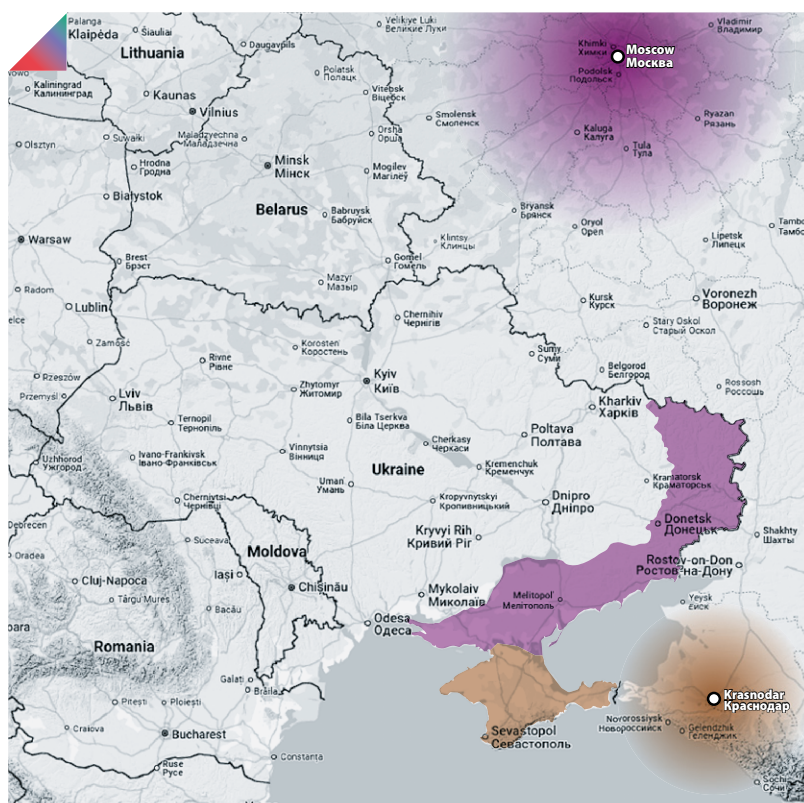 Palanga
Klaipėda
Šiauliai
Lithuania
Daugavpils
Velikiye Luki
Великие Луки
Vladimir
Владимир
Khimki
Химки
Moscow
Москва
Podolsk
Подольск
Polatsk
Полацк
Kaliningrad
Калининград
Kaunas
Vilnius
Vitebsk
Віцебск
Smolensk
Смоленск
Ryazan
Рязань
Kaluga
Калуга
Tula
Тула
Orsha
Орша
Maladzyechna
Маладзечна
Olsztyn
Suwałki
Hrodna
Гродна
Minsk
Мінск
Mogilev
Магілёў
Białystok
Belarus
Babruysk
Бабруйск
Bryansk
Брянск
Oryol
Орёл
Klintsy
Клинцы
Lipetsk
Липецк
Warsaw
Brest
Брэст
Gomel
Гомель
Mazyr
Мазыр
Radom
Lublin
Kursk
Курск
Voronezh
Воронеж
Chernihiv
Чернігів
Stary Oskol
Старый Оскол
Zamość
Rivne
Рівне
Korosten
Коростень
Sumy
Суми
Belgorod
Белгород
Rzeszów
Przemyśl
Lviv
Львів
Zhytomyr
Житомир
Kyiv
Київ
Rossosh
Россошь
Kharkiv
Харків
Ternopil
Тернопіль
Bila Tserkva
Біла Церква
Poltava
Полтава
Cherkasy
Черкаси
Uzhhorod
Ужгород
Ivano-Frankivsk
Івано-Франківськ
Vinnytsia
Вінниця
Ukraine
Kremenchuk
Кременчук
Uman
Умань
Kramatorsk
Краматорськ
Chernivtsi
Чернівці
Kropyvnytskyi
Кропивницький
Dnipro
Дніпро
Donetsk
Донецьк
Debrecen
Suceava
Kryvyi Rih
Кривий Ріг
Shakhty
Шахты
Oradea
Moldova
Rostov-on-Don
Ростов-на-Дону
Cluj-Napoca
Iași
Chișinău
Târgu Mureș
Mykolaiv
Миколаїв
Melitopol'
Мелітополь
Yeysk
Ейск
Bacău
Odesa
Одеса
Romania
Galați
Brăila
Krasnodar
Краснодар
Pitești
Ploiești
Novorossiysk
Новороссийск
Gelendzhik
Геленджик
Craiova
Bucharest
Sevastopol
Севастополь
Constanța
Ruse
Русе
Sochi
Сочи